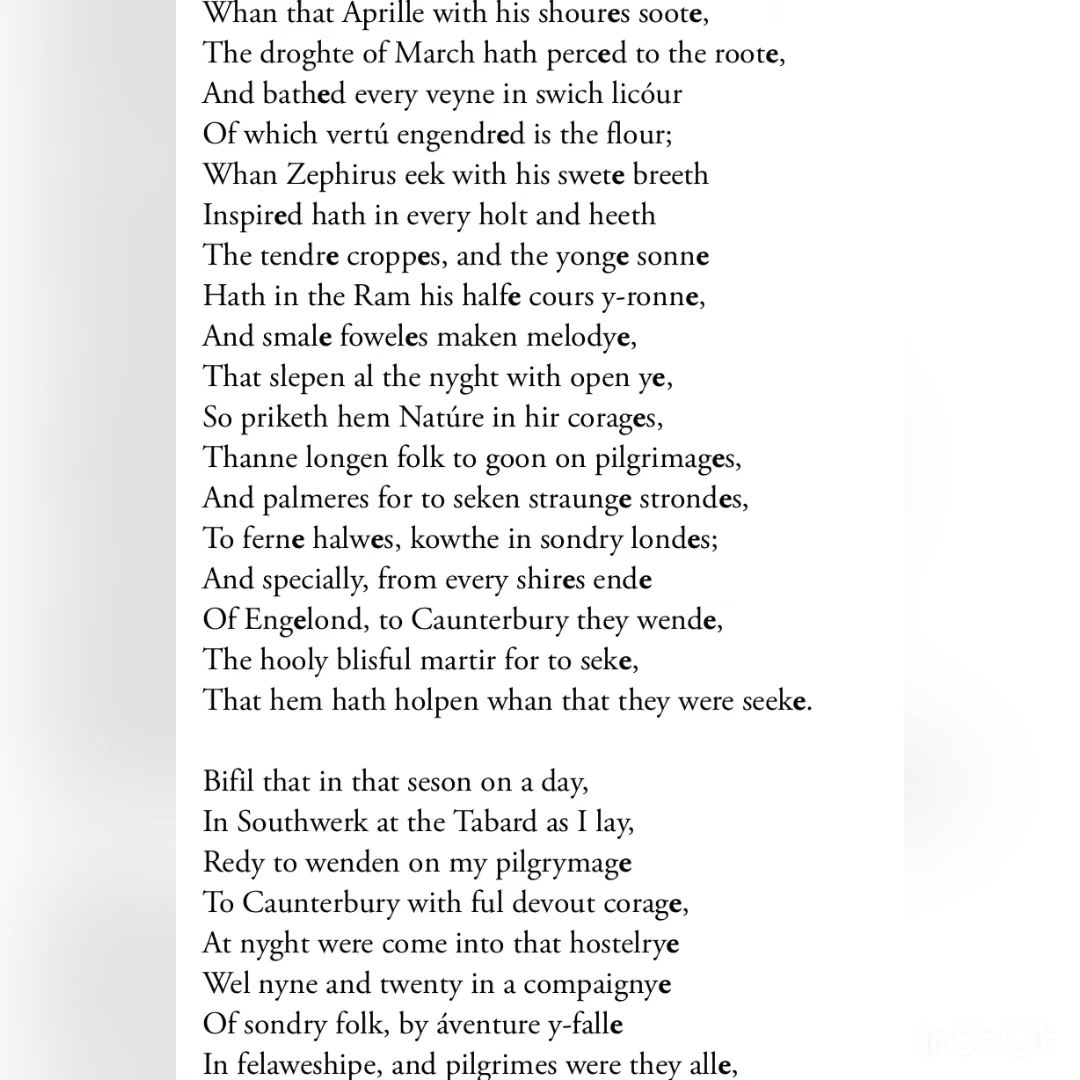 Whan that Aprille with his shoures soote,
The droghte of March hath perced to the roote,
And bathed every veyne in swich licóur
Of which vertú engendred is the flour;
Whan Zephirus eek with his swete breeth
Inspired hath in every holt and heeth
The tendre croppes, and the yonge sonne
Hath in the Ram his halfe cours y-ronne,
And smale foweles maken melodye,
That slepen al the nyght with open ye,
So priketh hem Natúre in hir corages,
Thanne longen folk to goon on pilgrimages,
And palmeres for to seken straunge strondes,
To ferne halwes, kowthe in sondry londes;
And specially, from every shires ende
Of Engelond, to Caunterbury they wende,
The hooly blisful martir for to seke,
That hem hath holpen whan that they were seeke.
Bifil that in that seson on a day,
In Southwerk at the Tabard as I lay,
Redy to wenden on my pilgrymage
To Caunterbury with ful devout corage,
At nyght were come into that hostelrye
Wel nyne and twenty in a compaignye
Of sondry folk, by áventure y-falle
In felaweshipe, and pilgrimes were they alle,
InShOt